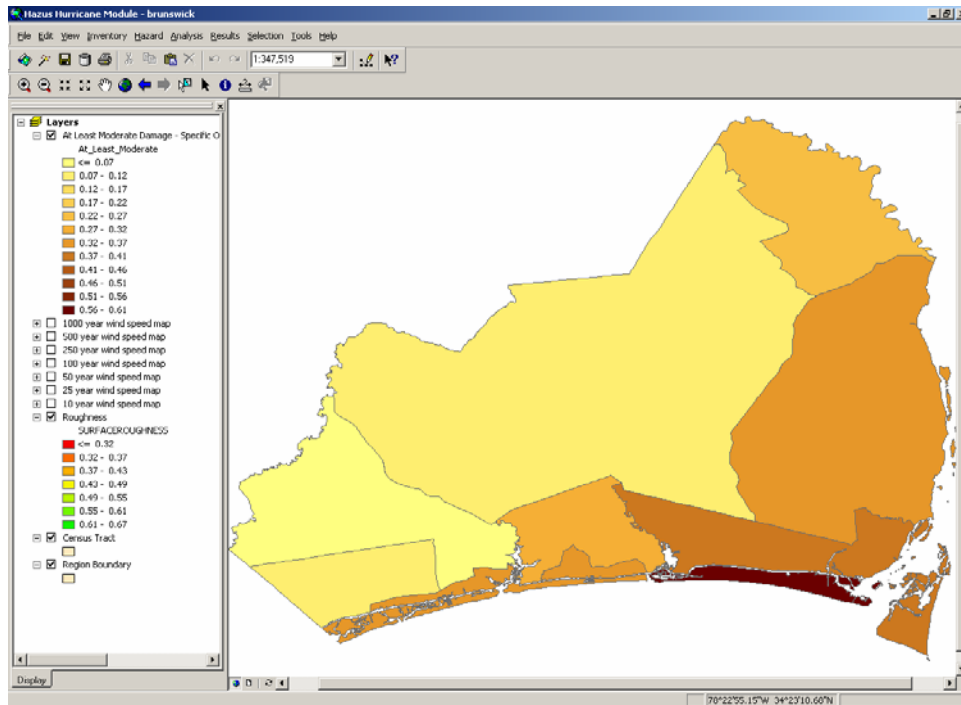 Hazus Hurricane Module - brunswick
File Edit View Inventory Hazard Analysis Results Selection Tools Help
1:347,519
Layers
At Least Moderate Damage - Specific O
At_Least_Moderate
<= 0.07
0.07 - 0.12
0.12 - 0.17
0.17 - 0.22
0.22 - 0.27
0.27 - 0.32
0.32 - 0.37
0.37 - 0.41
0.41 - 0.46
0.46 - 0.51
0.51 - 0.56
0.56 - 0.61
1000 year wind speed map
500 year wind speed map
250 year wind speed map
100 year wind speed map
50 year wind speed map
25 year wind speed map
10 year wind speed map
Roughness
SURFACEROUGHNESS
<= 0.32
0.32 - 0.37
0.37 - 0.43
0.43 - 0.49
0.49 - 0.55
0.55 - 0.61
0.61 - 0.67
Census Tract
Region Boundary
Display
78°22'55.15"W 34°23'10.68"N